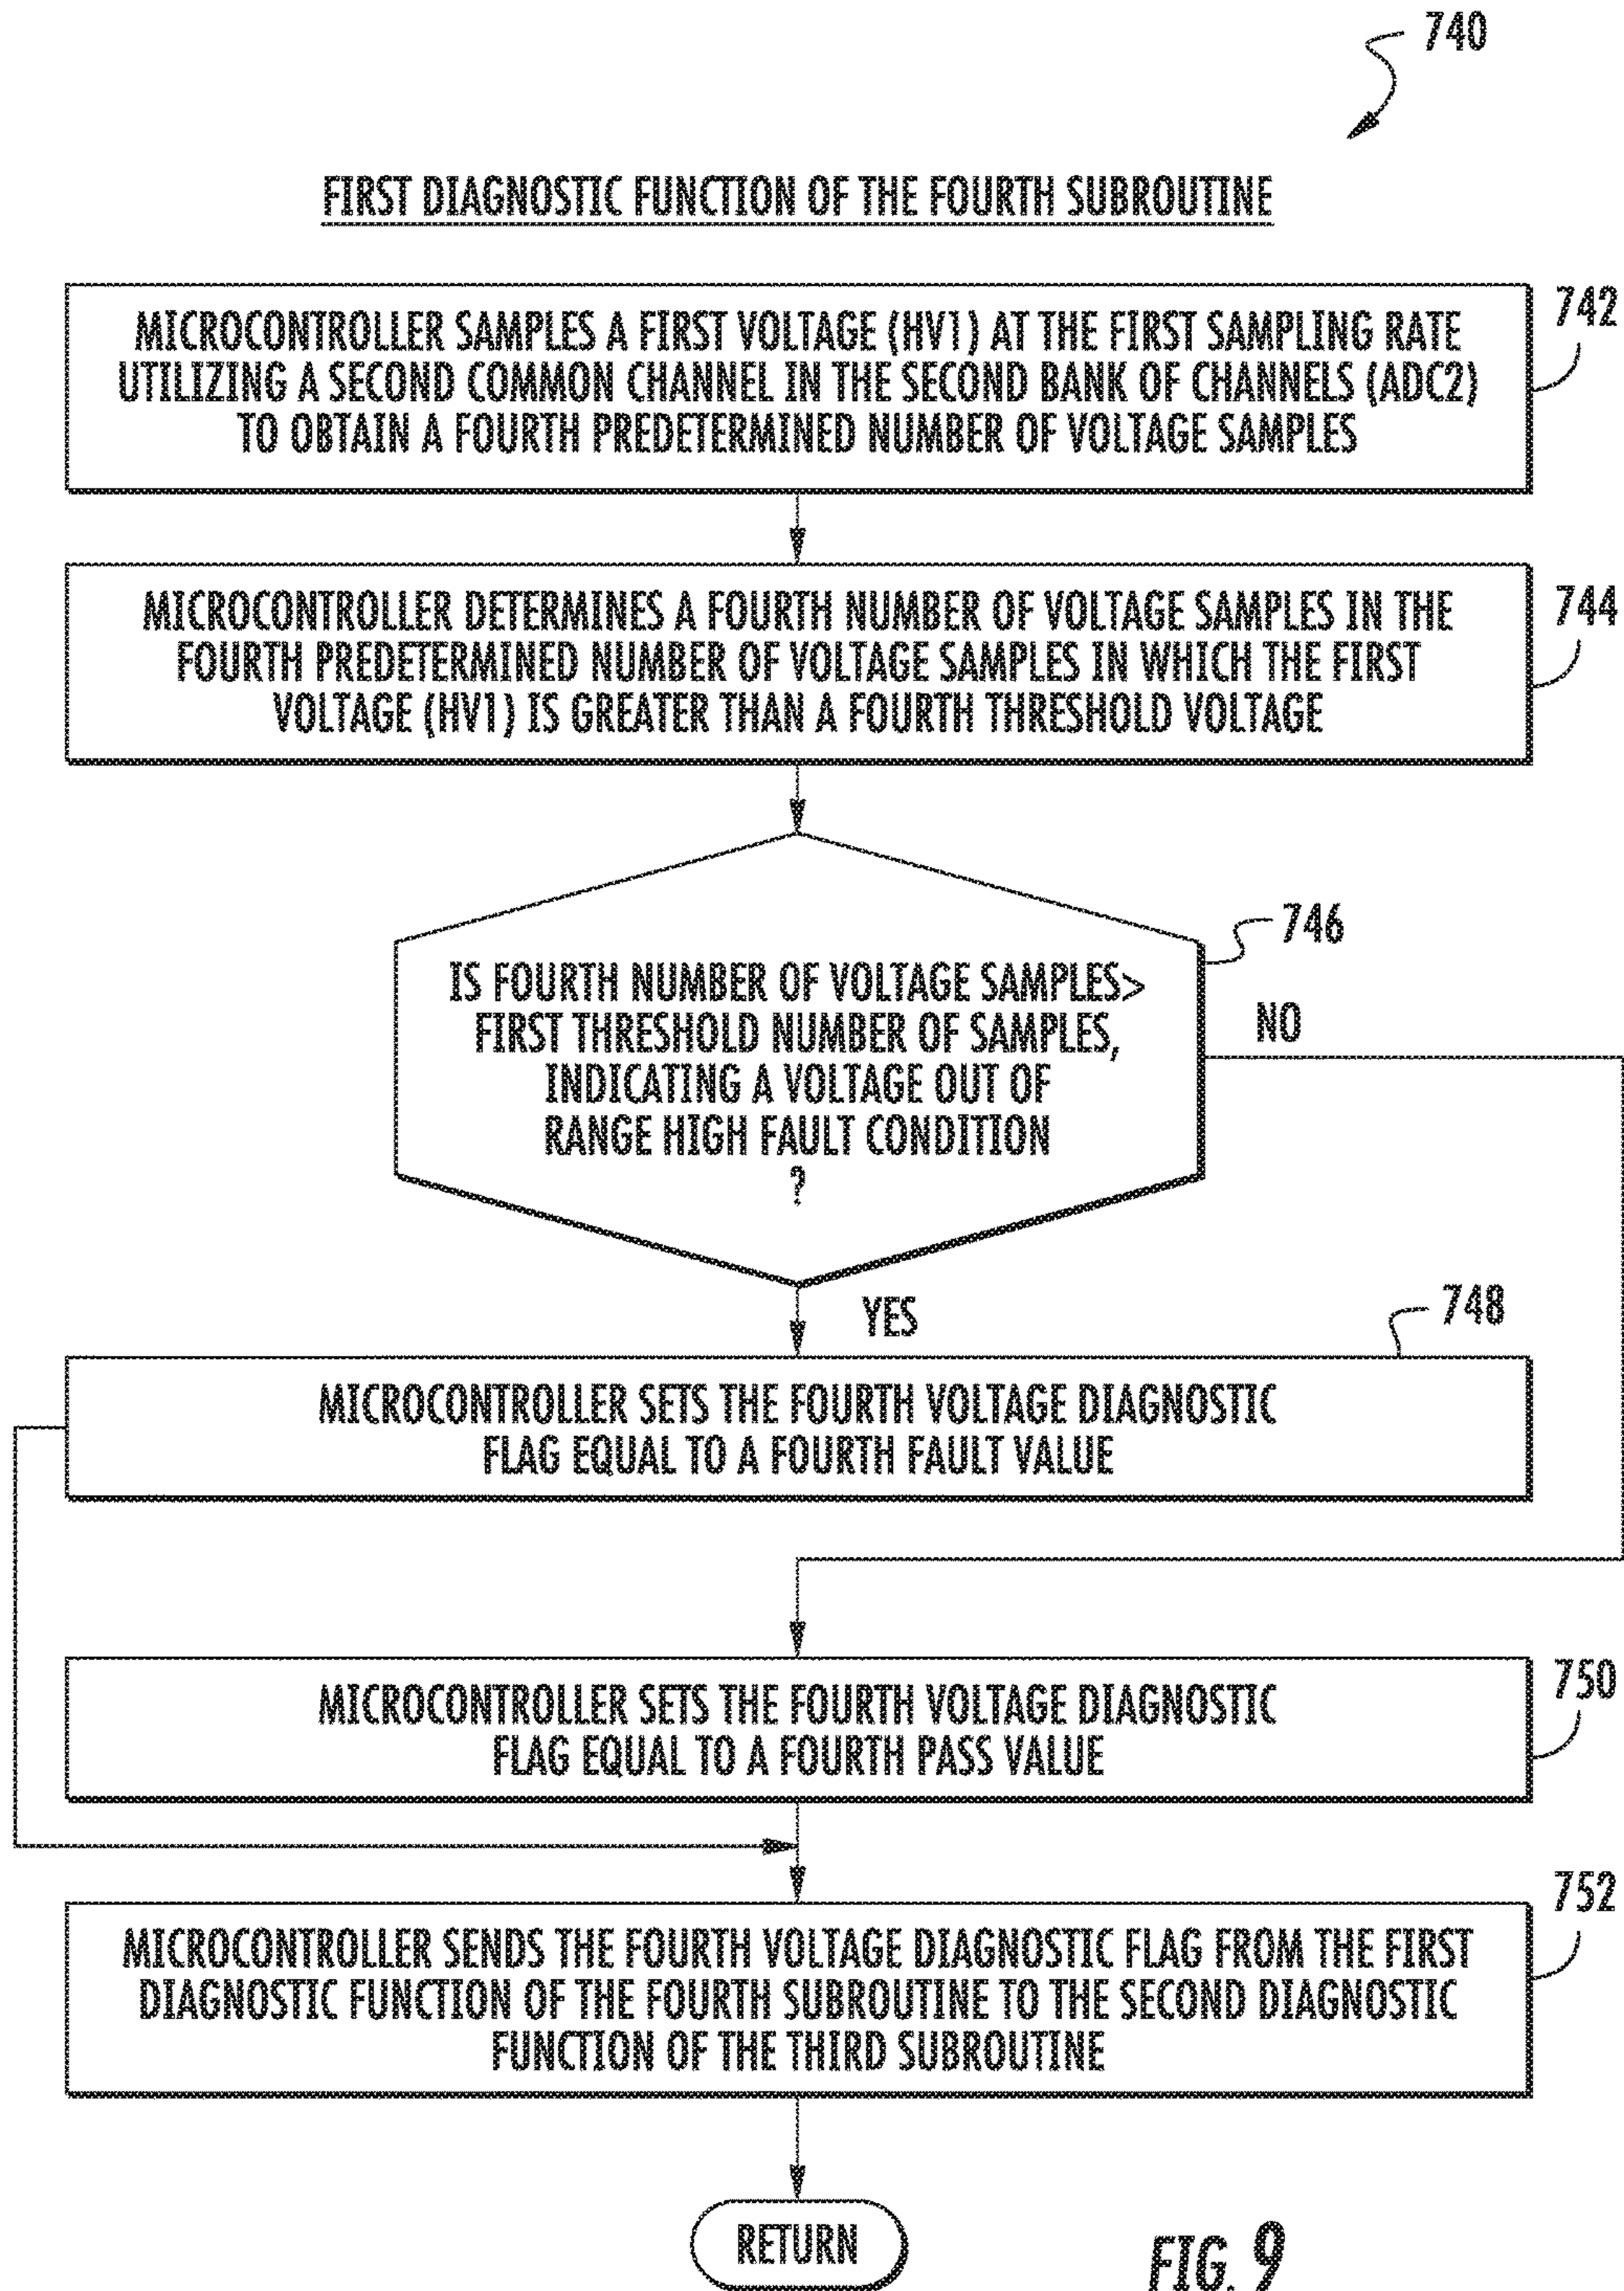 740
FIRST DIAGNOSTIC FUNCTION OF THE FOURTH SUBROUTINE
MICROCONTROLLER SAMPLES A FIRST VOLTAGE (HV1) AT THE FIRST SAMPLING RATE
UTILIZING A SECOND COMMON CHANNEL IN THE SECOND BANK OF CHANNELS (ADC2)
TO OBTAIN A FOURTH PREDETERMINED NUMBER OF VOLTAGE SAMPLES
742
MICROCONTROLLER DETERMINES A FOURTH NUMBER OF VOLTAGE SAMPLES IN THE
FOURTH PREDETERMINED NUMBER OF VOLTAGE SAMPLES IN WHICH THE FIRST
VOLTAGE (HV1) IS GREATER THAN A FOURTH THRESHOLD VOLTAGE
744
746
IS FOURTH NUMBER OF VOLTAGE SAMPLES>
FIRST THRESHOLD NUMBER OF SAMPLES,
INDICATING A VOLTAGE OUT OF
RANGE HIGH FAULT CONDITION
?
NO
YES
748
MICROCONTROLLER SETS THE FOURTH VOLTAGE DIAGNOSTIC
FLAG EQUAL TO A FOURTH FAULT VALUE
MICROCONTROLLER SETS THE FOURTH VOLTAGE DIAGNOSTIC
FLAG EQUAL TO A FOURTH PASS VALUE
750
MICROCONTROLLER SENDS THE FOURTH VOLTAGE DIAGNOSTIC FLAG FROM THE FIRST
DIAGNOSTIC FUNCTION OF THE FOURTH SUBROUTINE TO THE SECOND DIAGNOSTIC
FUNCTION OF THE THIRD SUBROUTINE
752
RETURN
FIG. 9